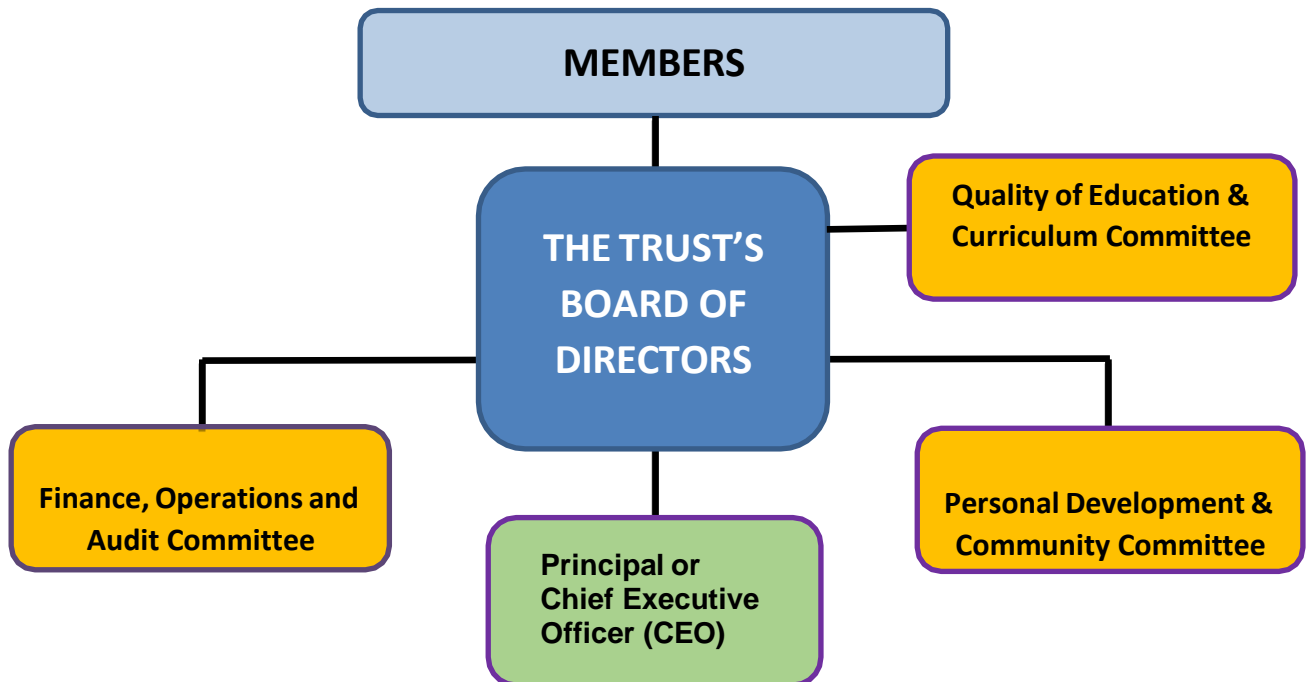 MEMBERS
Quality of Education &
Curriculum Committee
THE TRUST’S
BOARD OF
DIRECTORS
Finance, Operations and
Audit Committee
Personal Development &
Community Committee
Principal or
Chief Executive
Officer (CEO)